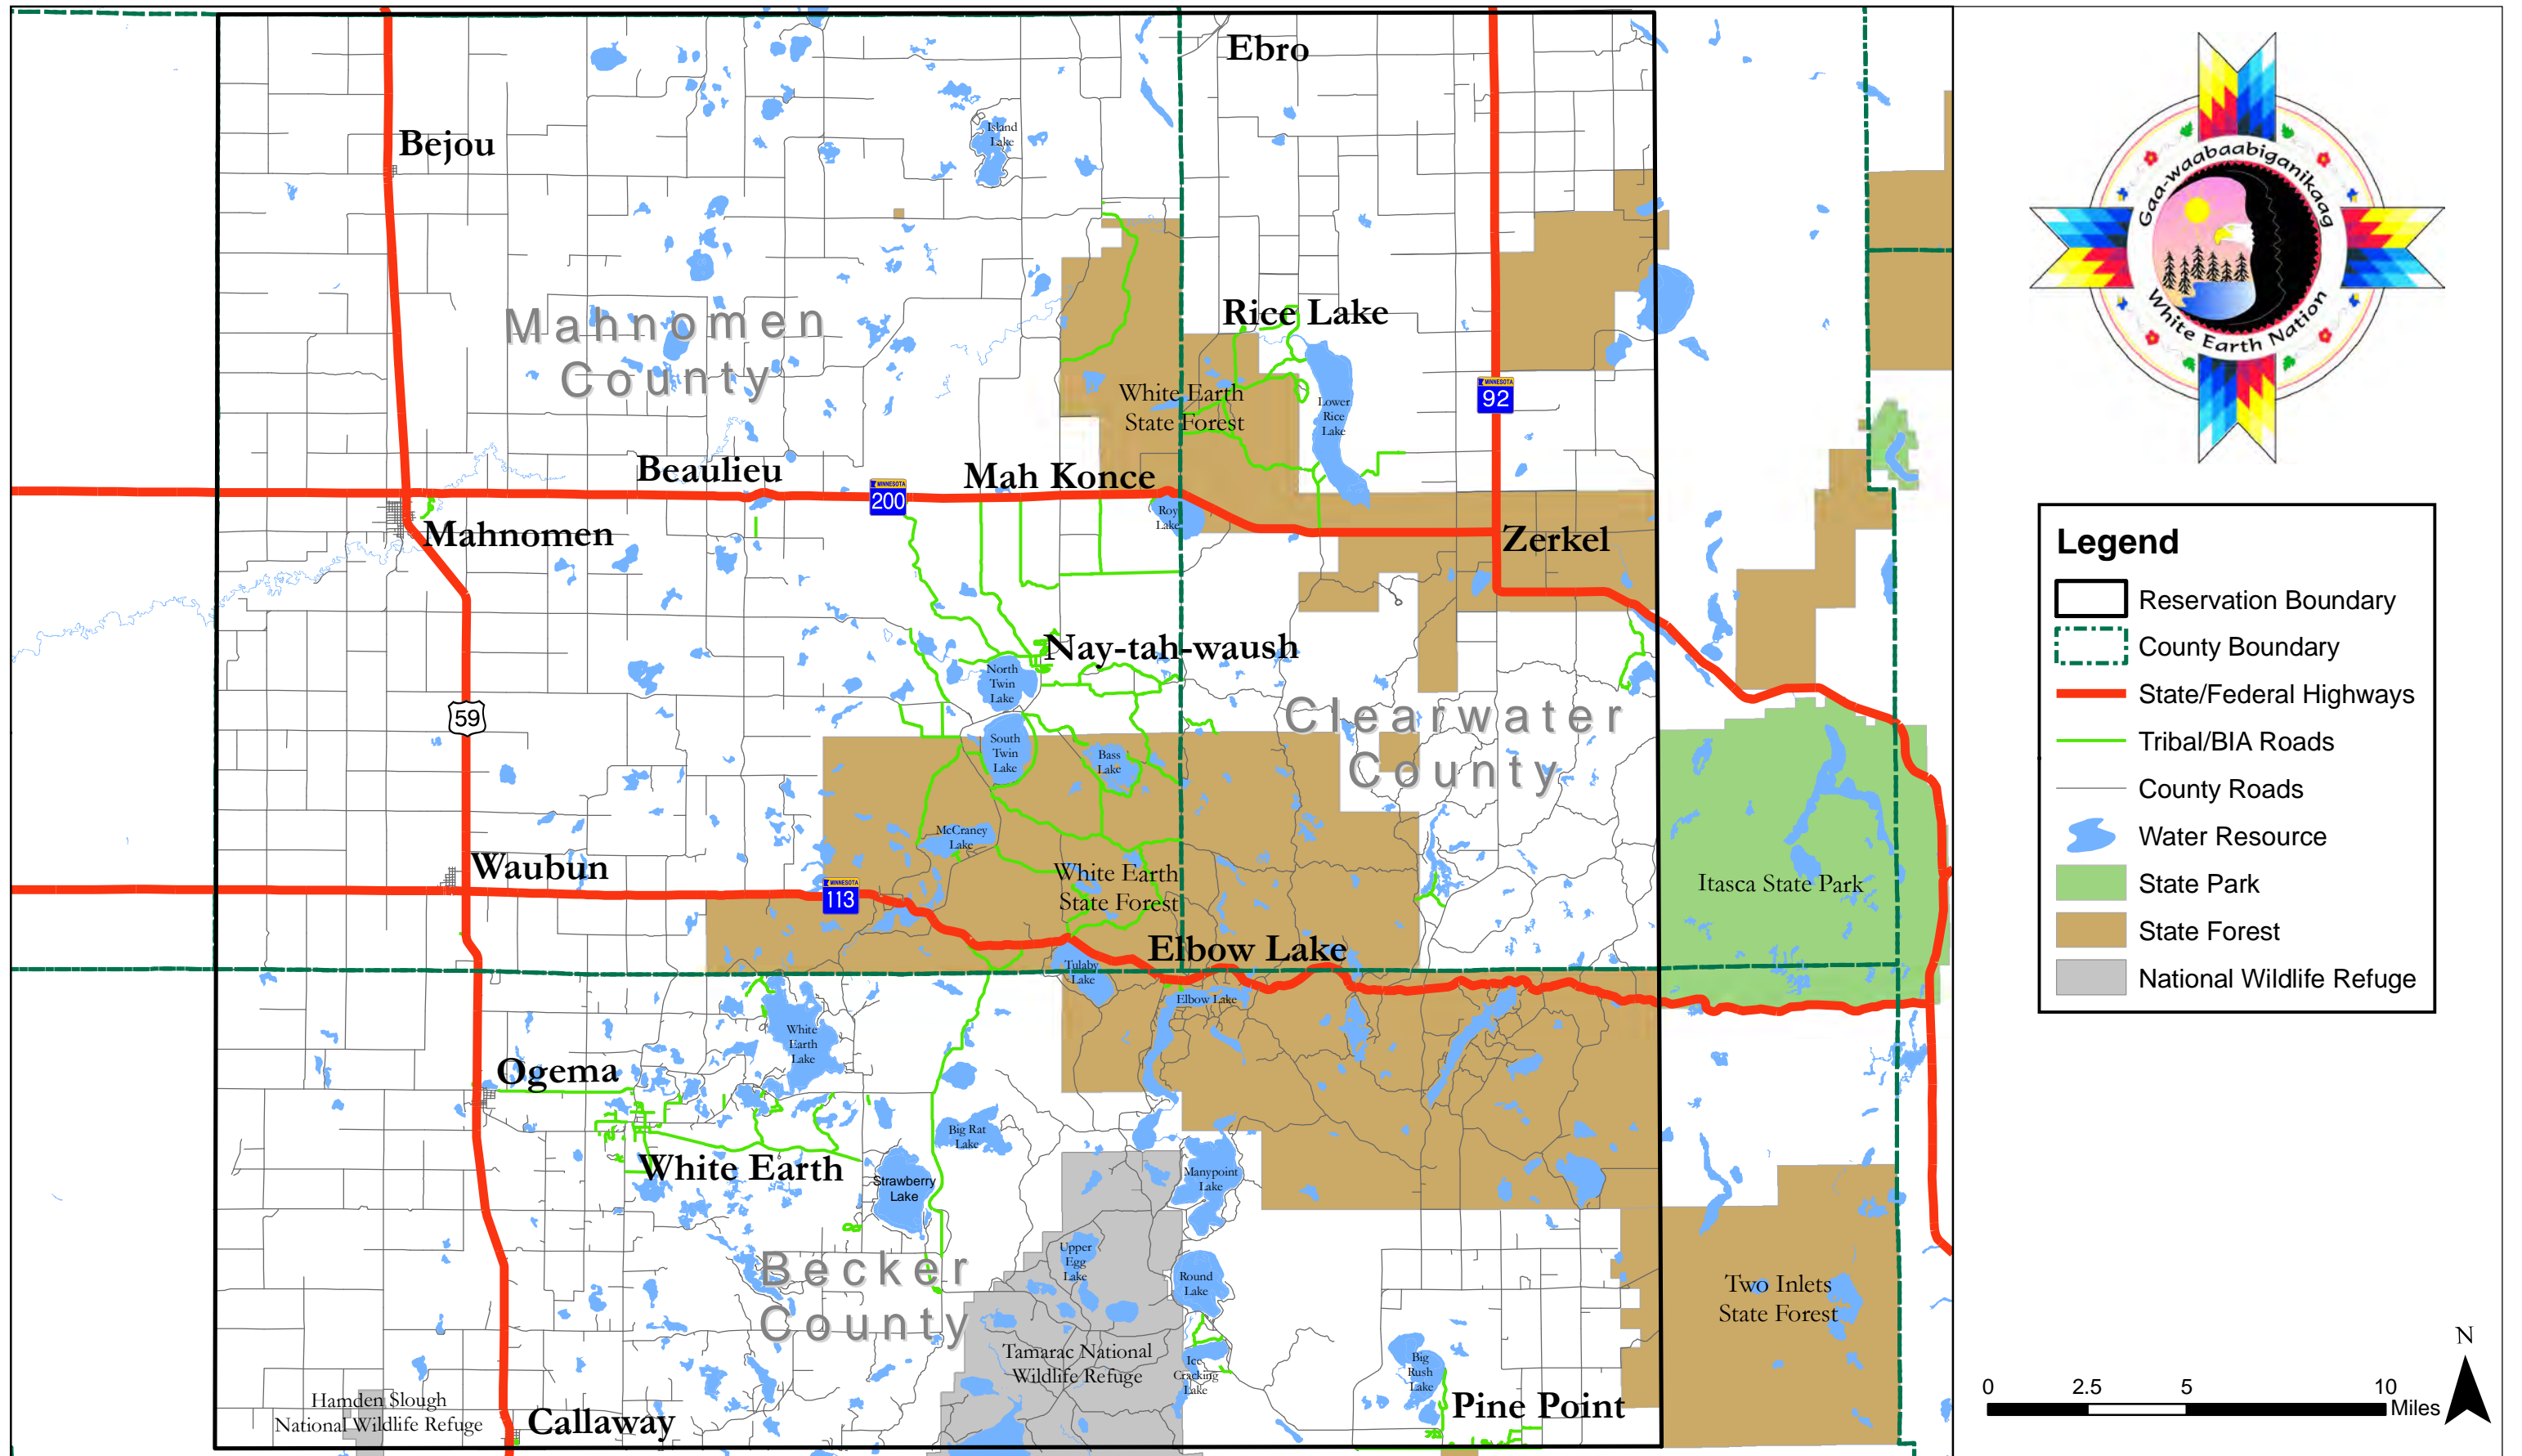 Ebro
Bejou
Island
Lake
Mahnomen
County
Rice Lake
White Earth
State Forest
Lower
Rice
Lake
MINNESOTA
92
Beaulieu
Mah Konce
MINNESOTA
200
Roy
Lake
Mahnomen
Zerkel
Nay-tah-waush
North
Twin
Lake
59
South
Twin
Lake
Bass
Lake
Clearwater
County
McCraney
Lake
Waubun
MINNESOTA
113
White Earth
State Forest
Itasca State Park
Elbow Lake
Tulaby
Lake
Elbow Lake
White
Earth
Lake
Ogema
Big Rat
Lake
White Earth
Strawberry
Lake
Manypoint
Lake
Becker
County
Upper
Egg
Lake
Round
Lake
Two Inlets
State Forest
Tamarac National
Wildlife Refuge
Ice
Cracking
Lake
Big
Rush
Lake
Hamden Slough
National Wildlife Refuge
Callaway
Pine Point
Gaa-waabaabiganikaag
White Earth Nation
Legend
Reservation Boundary
County Boundary
State/Federal Highways
Tribal/BIA Roads
County Roads
Water Resource
State Park
State Forest
National Wildlife Refuge
N
0 2.5 5 10
Miles